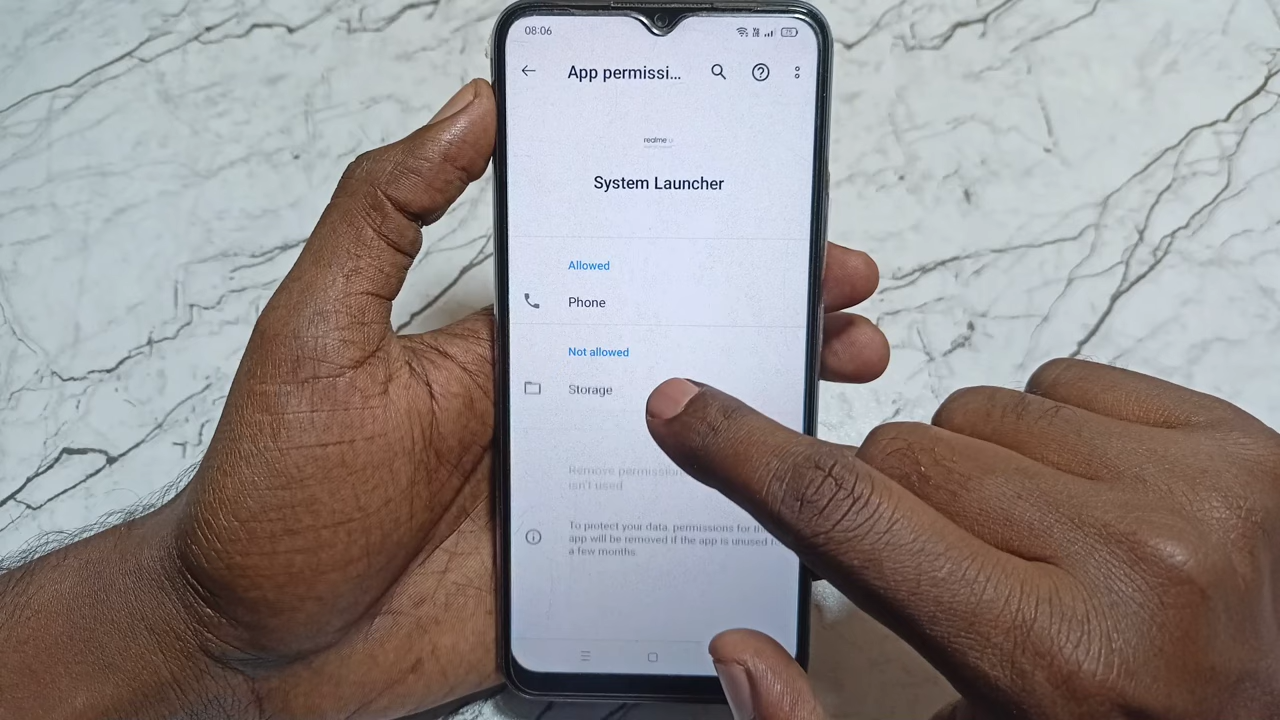 08:06
App permissi...
realme UI
System Launcher
Allowed
Phone
Not allowed
Storage
Remove permission
isn't used
To protect your data, permissions for
app will be removed if the app is unused
a few months.